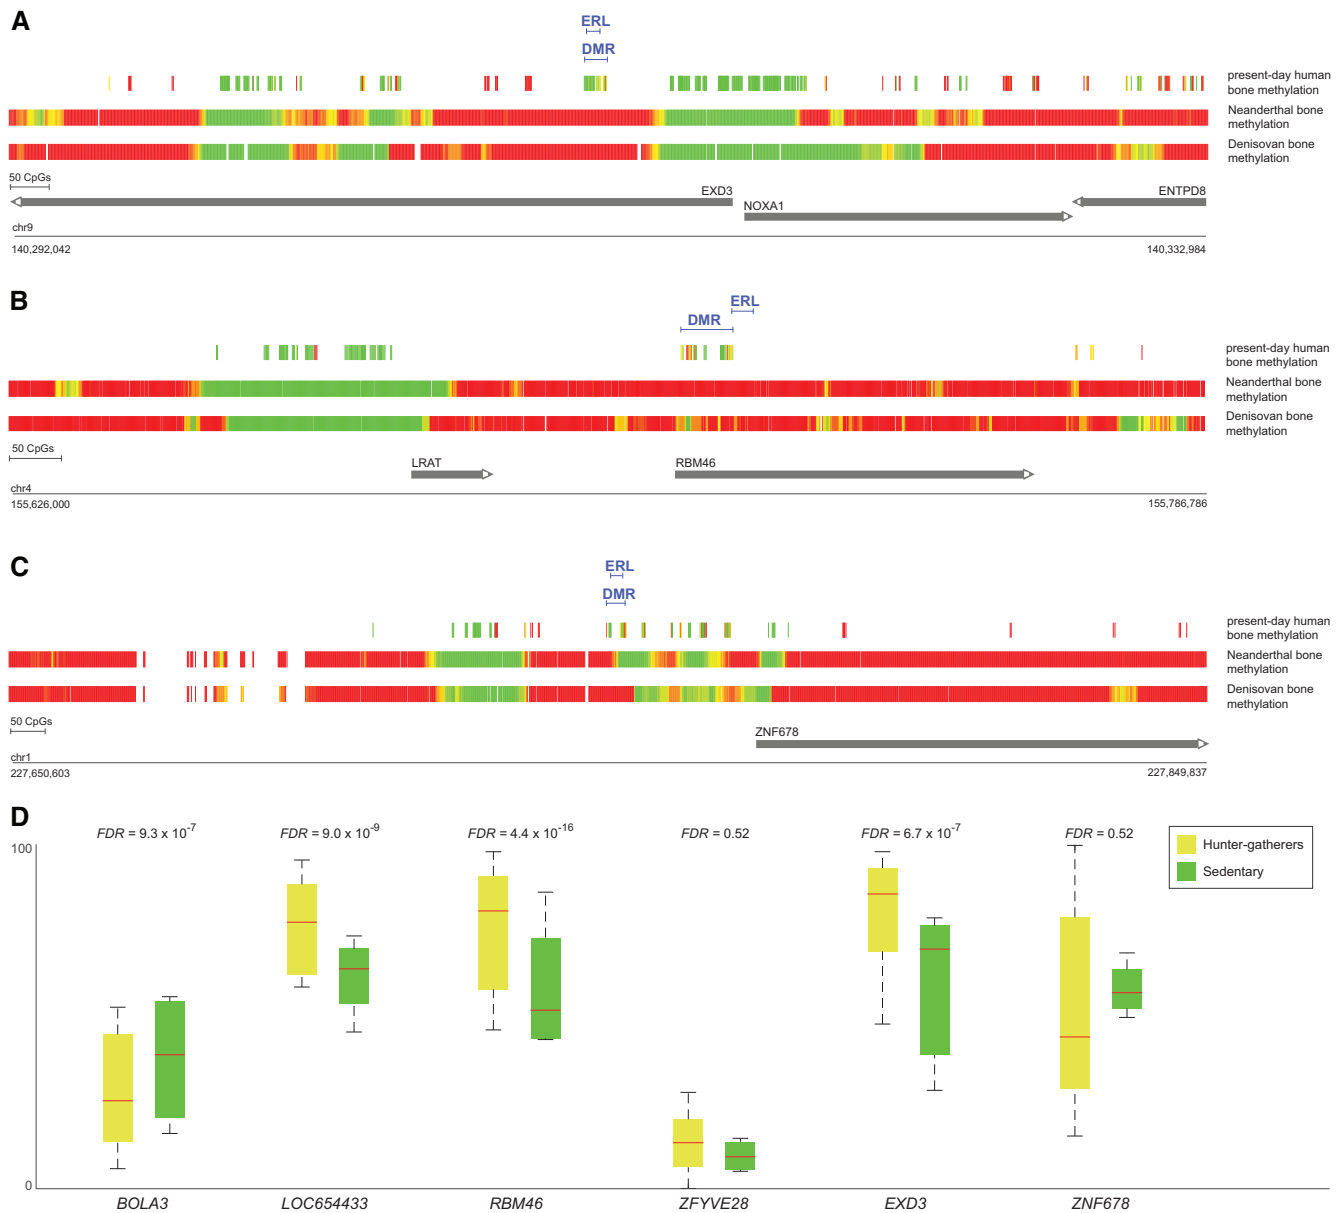 A
ERL
DMR
present-day human
bone methylation
Neanderthal bone
methylation
Denisovan bone
methylation
50 CpGs
EXD3
ENTPD8
NOXA1
chr9
140,292,042
140,332,984
B
ERL
DMR
present-day human
bone methylation
Neanderthal bone
methylation
Denisovan bone
methylation
50 CpGs
LRAT
RBM46
chr4
155,626,000
155,786,786
C
ERL
DMR
present-day human
bone methylation
Neanderthal bone
methylation
Denisovan bone
methylation
50 CpGs
ZNF678
chr1
227,650,603
227,849,837
D
FDR = 9.3 x 10^-7
FDR = 9.0 x 10^-9
FDR = 4.4 x 10^-16
FDR = 0.52
FDR = 6.7 x 10^-7
FDR = 0.52
100
Hunter-gatherers
Sedentary
0
BOLA3
LOC654433
RBM46
ZFYVE28
EXD3
ZNF678